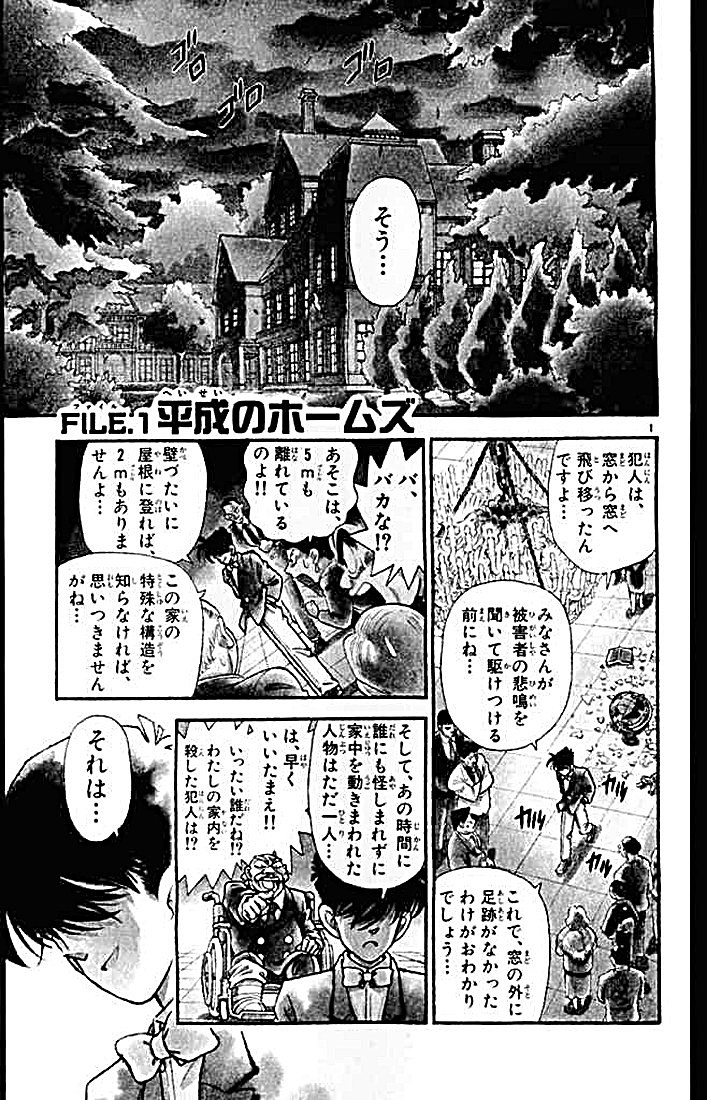 ゴロ
ゴロ
ゴロ
そう…
FILE.1 平成のホームズ
1
犯人は、
窓から窓へ
飛び移ったん
ですよ…
みなさんが
被害者の悲鳴を
聞いて駆けつける
前にね…
カツ
カツ
これで、窓の外に
足跡がなかった
わけがおわかり
でしょう…
バ、
バカな!?
あそこは、
5mも
離れている
のよ!!
壁づたいに
屋根に登れば、
2mもありま
せんよ…
この家の
特殊な構造を
知らなければ、
思いつきません
がね…
そして、あの時間に
誰にも怪しまれずに
家中を動きまわれた
人物はただ一人…
は、早く
いいたまえ!!
いったい誰だね!?
わたしの家内を
殺した犯人は!?
それは…